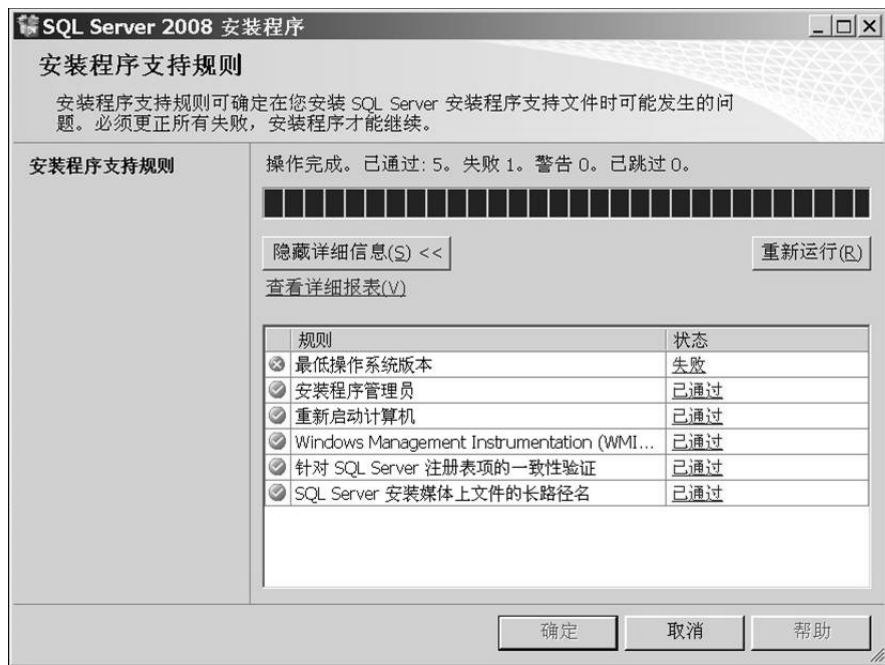 SQL Server 2008 安装程序
安装程序支持规则
安装程序支持规则可确定在您安装 SQL Server 安装程序支持文件时可能发生的问
题。必须更正所有失败，安装程序才能继续。
安装程序支持规则
操作完成。已通过: 5。失败 1。警告 0。已跳过 0。
隐藏详细信息(S) <<
重新运行(R)
查看详细报表(V)
规则 状态
最低操作系统版本 失败
安装程序管理员 已通过
重新启动计算机 已通过
Windows Management Instrumentation (WMI... 已通过
针对 SQL Server 注册表项的一致性验证 已通过
SQL Server 安装媒体上文件的长路径名 已通过
确定 取消 帮助